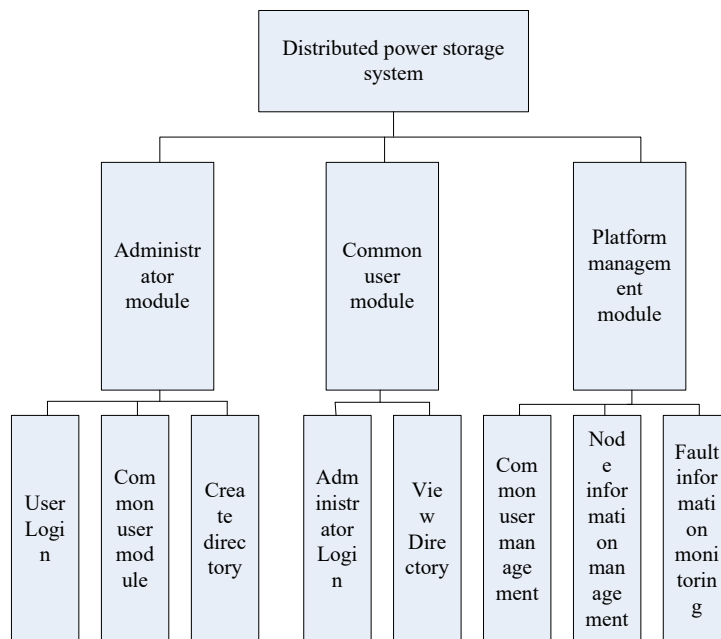 Distributed power storage
system
Administr
ator
module
Common
user
module
Platform
managem
ent
module
User
Logi
n
Com
mon
user
mod
ule
Crea
te
direc
tory
Adm
inistr
ator
Logi
n
Vie
w
Dire
ctory
Com
mon
user
man
age
ment
Nod
e
infor
mati
on
man
age
ment
Fault
infor
mati
on
moni
torin
g